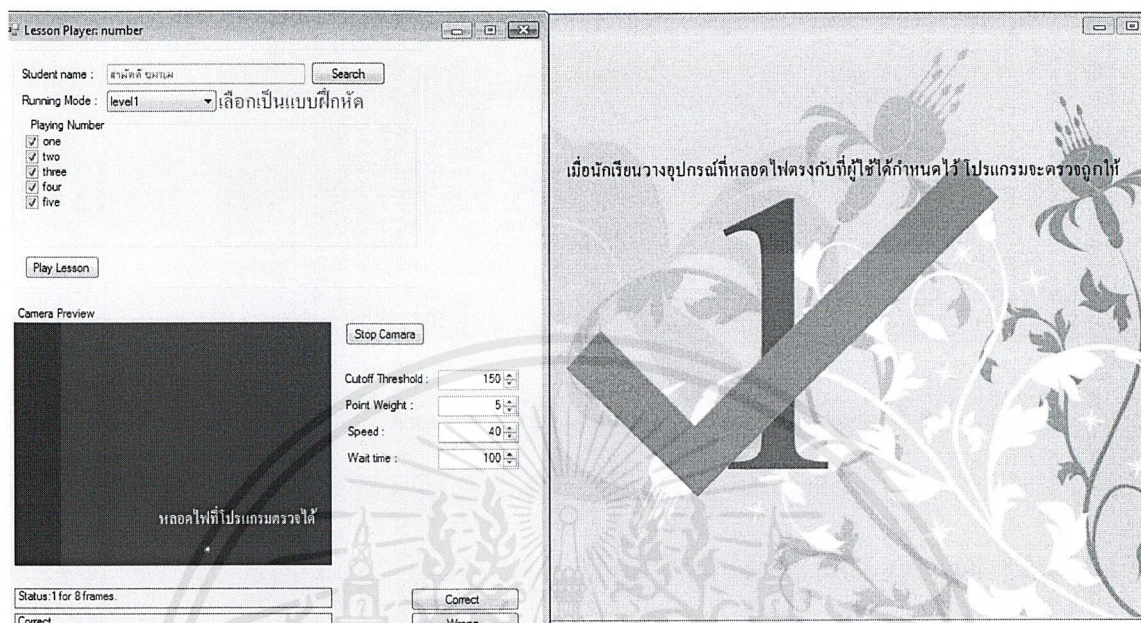 Lesson Player: number
Student name :
Search
Running Mode : level1 เลือกเป็นแบบฝึกหัด
Playing Number
one
two
three
four
five
Play Lesson
Camera Preview
Stop Camara
Cutoff Threshold : 150
Point Weight : 5
Speed : 40
Wait time : 100
หลอดไฟที่โปรแกรมตรวจได้
Status:1 for 8 frames.
Correct
Correct
Wrong
เมื่อนักเรียนวางอุปกรณ์ที่หลอดไฟตรงกับที่ผู้ใช้ได้กำหนดไว้ โปรแกรมจะตรวจถูกให้
1